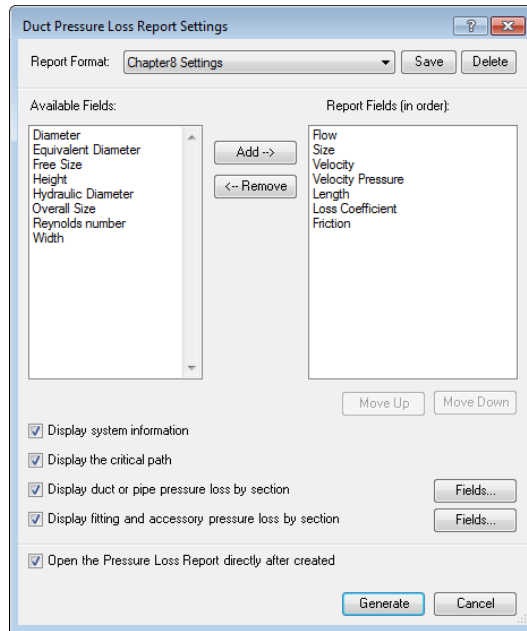 Duct Pressure Loss Report Settings
Report Format: Chapter8 Settings Save Delete
Available Fields: Report Fields (in order):
Diameter
Equivalent Diameter
Free Size
Height
Hydraulic Diameter
Overall Size
Reynolds number
Width
Add -->
<-- Remove
Flow
Size
Velocity
Velocity Pressure
Length
Loss Coefficient
Friction
Move Up Move Down
Display system information
Display the critical path
Display duct or pipe pressure loss by section Fields...
Display fitting and accessory pressure loss by section Fields...
Open the Pressure Loss Report directly after created
Generate Cancel